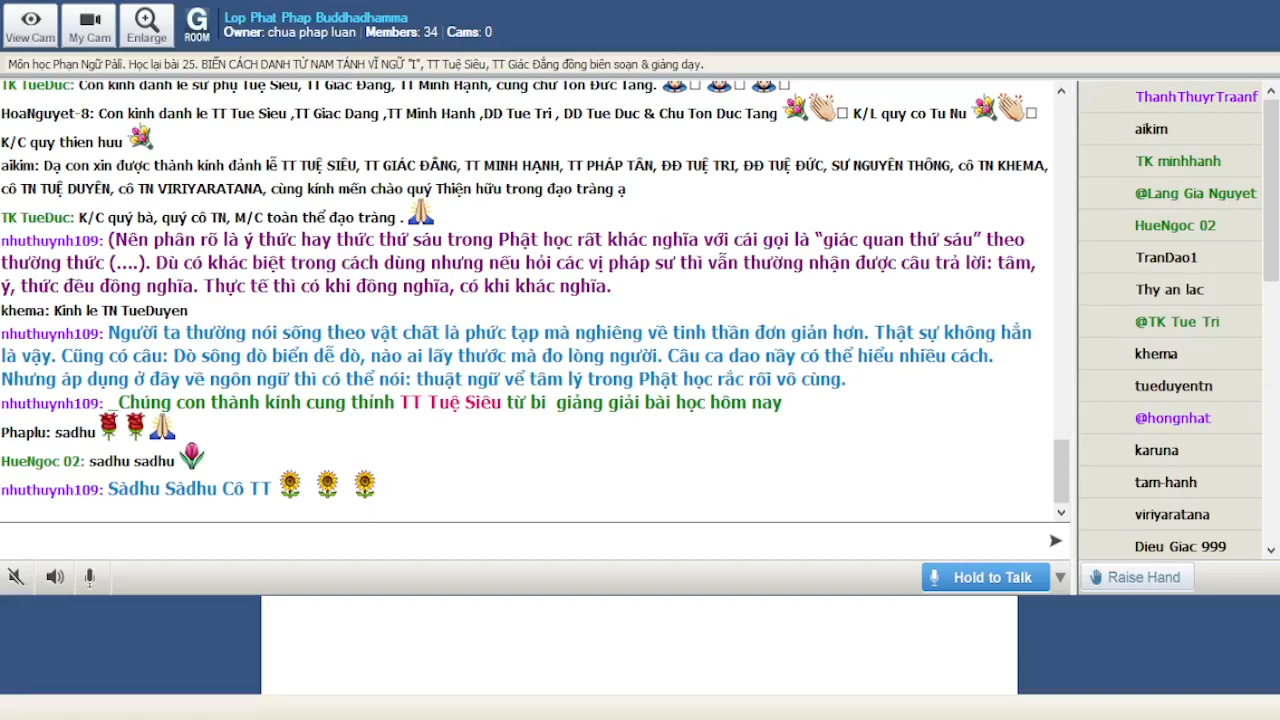 View Cam
My Cam
Enlarge
G
ROOM
Lop Phat Phap Buddhadhamma
Owner: chua phap luan | Members: 34 | Cams: 0
Môn học Phạn Ngữ Pàli. Học lại bài 25. BIẾN CÁCH DANH TỪ NAM TÁNH VĨ NGỮ "I", TT Tuệ Siêu, TT Giác Đẳng đồng biên soạn & giảng dạy.
TK TueDuc: Con kính đảnh lễ sư phụ Tuệ Siêu, TT Giác Đẳng, TT Minh Hạnh, cùng chư Tôn Đức Tăng.
HoaNguyet-8: Con kinh danh le TT Tue Sieu ,TT Giac Dang ,TT Minh Hanh ,DD Tue Tri , DD Tue Duc & Chu Ton Duc Tang K/L quy co Tu Nu
K/C quy thien huu
aikim: Dạ con xin được thành kính đảnh lễ TT TUỆ SIÊU, TT GIÁC ĐẲNG, TT MINH HẠNH, TT PHÁP TÂN, ĐĐ TUỆ TRI, ĐĐ TUỆ ĐỨC, SƯ NGUYÊN THÔNG, cô TN KHEMA,
cô TN TUỆ DUYÊN, cô TN VIRIYARATANA, cùng kính mến chào quý Thiện hữu trong đạo tràng ạ
TK TueDuc: K/C quý bà, quý cô TN, M/C toàn thể đạo tràng .
nhuthuynh109: (Nên phân rõ là ý thức hay thức thứ sáu trong Phật học rất khác nghĩa với cái gọi là “giác quan thứ sáu” theo
thường thức (....). Dù có khác biệt trong cách dùng nhưng nếu hỏi các vị pháp sư thì vẫn thường nhận được câu trả lời: tâm,
ý, thức đều đồng nghĩa. Thực tế thì có khi đồng nghĩa, có khi khác nghĩa.
khema: Kinh le TN TueDuyen
nhuthuynh109: Người ta thường nói sống theo vật chất là phức tạp mà nghiêng về tinh thần đơn giản hơn. Thật sự không hẳn
là vậy. Cũng có câu: Dò sông dò biển dễ dò, nào ai lấy thước mà đo lòng người. Câu ca dao nầy có thể hiểu nhiều cách.
Nhưng áp dụng ở đây về ngôn ngữ thì có thể nói: thuật ngữ về tâm lý trong Phật học rắc rối vô cùng.
nhuthuynh109: _Chúng con thành kính cung thỉnh TT Tuệ Siêu từ bi giảng giải bài học hôm nay
Phaplu: sadhu
HueNgoc 02: sadhu sadhu
nhuthuynh109: Sàdhu Sàdhu Cô TT
Hold to Talk
ThanhThuyrTraanf
aikim
TK minhhanh
@Lang Gia Nguyet
HueNgoc 02
TranDao1
Thy an lac
@TK Tue Tri
khema
tueduyentn
@hongnhat
karuna
tam-hanh
viriyaratana
Dieu Giac 999
Raise Hand